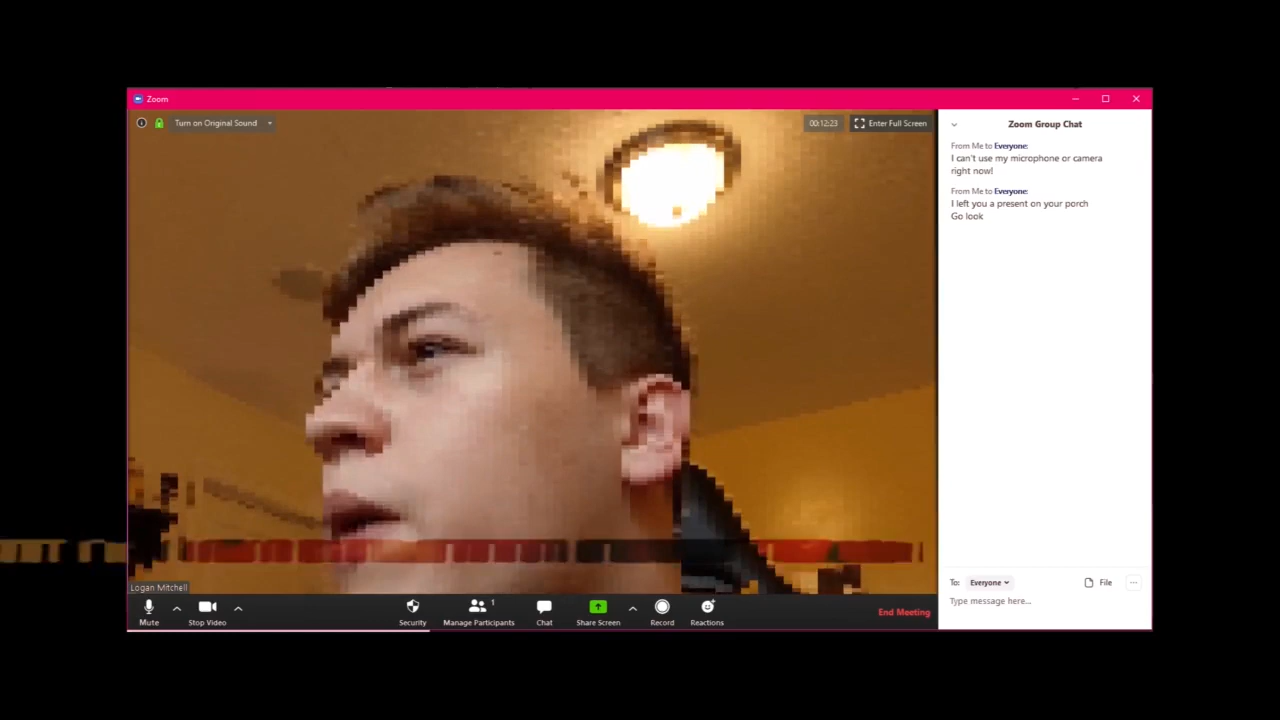 Zoom
Turn on Original Sound
00:12:23
Enter Full Screen
Zoom Group Chat
From Me to Everyone:
I can't use my microphone or camera
right now!
From Me to Everyone:
I left you a present on your porch
Go look
Logan Mitchell
To: Everyone
File
Type message here...
Mute
Stop Video
Security
1
Manage Participants
Chat
Share Screen
Record
Reactions
End Meeting